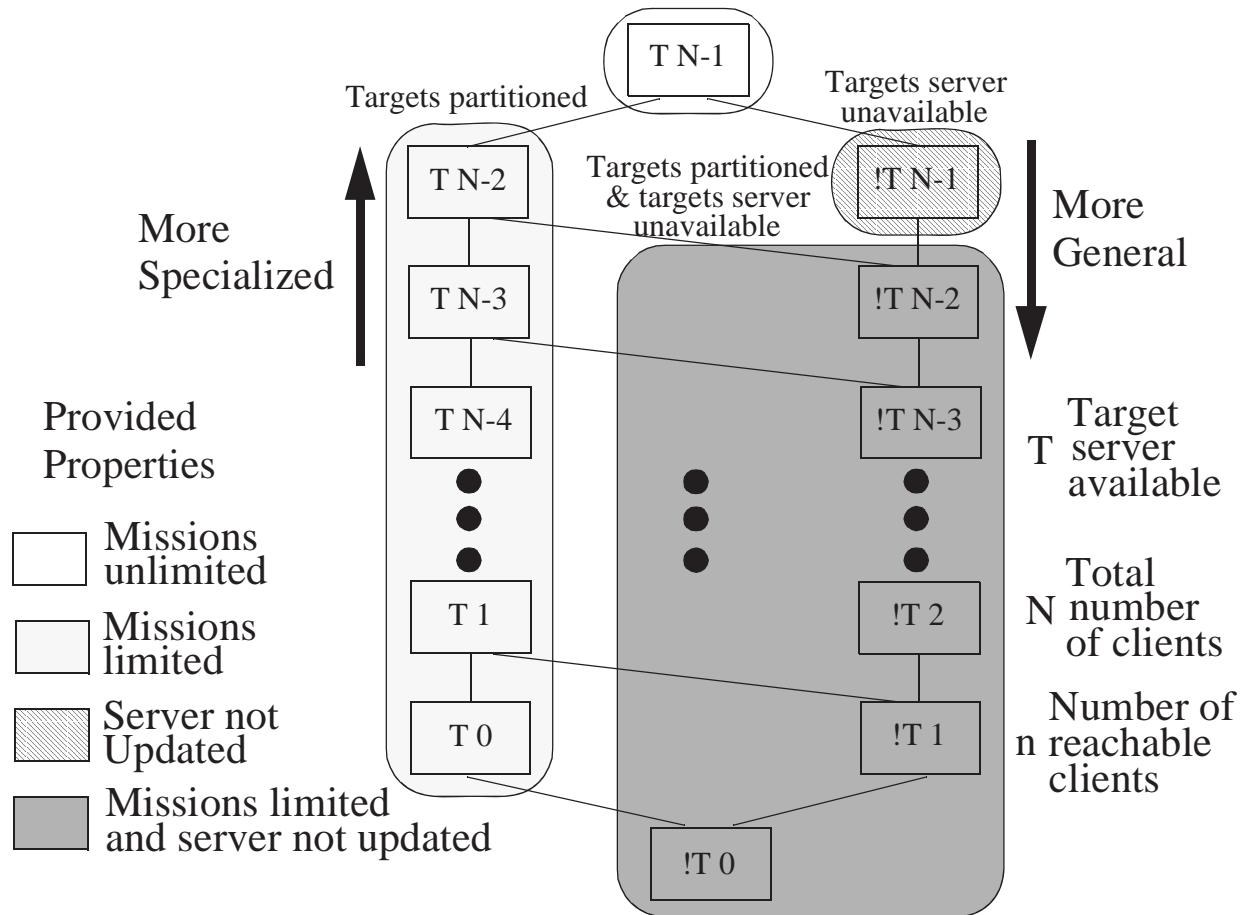 T N-1
Targets partitioned
Targets server
unavailable
T N-2
Targets partitioned
& targets server
unavailable
!T N-1
More
Specialized
More
General
T N-3
!T N-2
Provided
Properties
T N-4
!T N-3
T
Target
server
available
Missions
unlimited
T 1
!T 2
N
Total
number
of clients
Missions
limited
T 0
!T 1
n
Number of
reachable
clients
Server not
Updated
Missions limited
and server not updated
!T 0